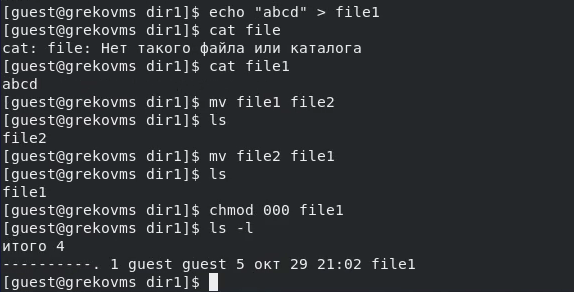 [guest@grekovms dir1]$ echo "abcd" > file1
[guest@grekovms dir1]$ cat file
cat: file: Нет такого файла или каталога
[guest@grekovms dir1]$ cat file1
abcd
[guest@grekovms dir1]$ mv file1 file2
[guest@grekovms dir1]$ ls
file2
[guest@grekovms dir1]$ mv file2 file1
[guest@grekovms dir1]$ ls
file1
[guest@grekovms dir1]$ chmod 000 file1
[guest@grekovms dir1]$ ls -l
итого 4
----------. 1 guest guest 5 окт 29 21:02 file1
[guest@grekovms dir1]$